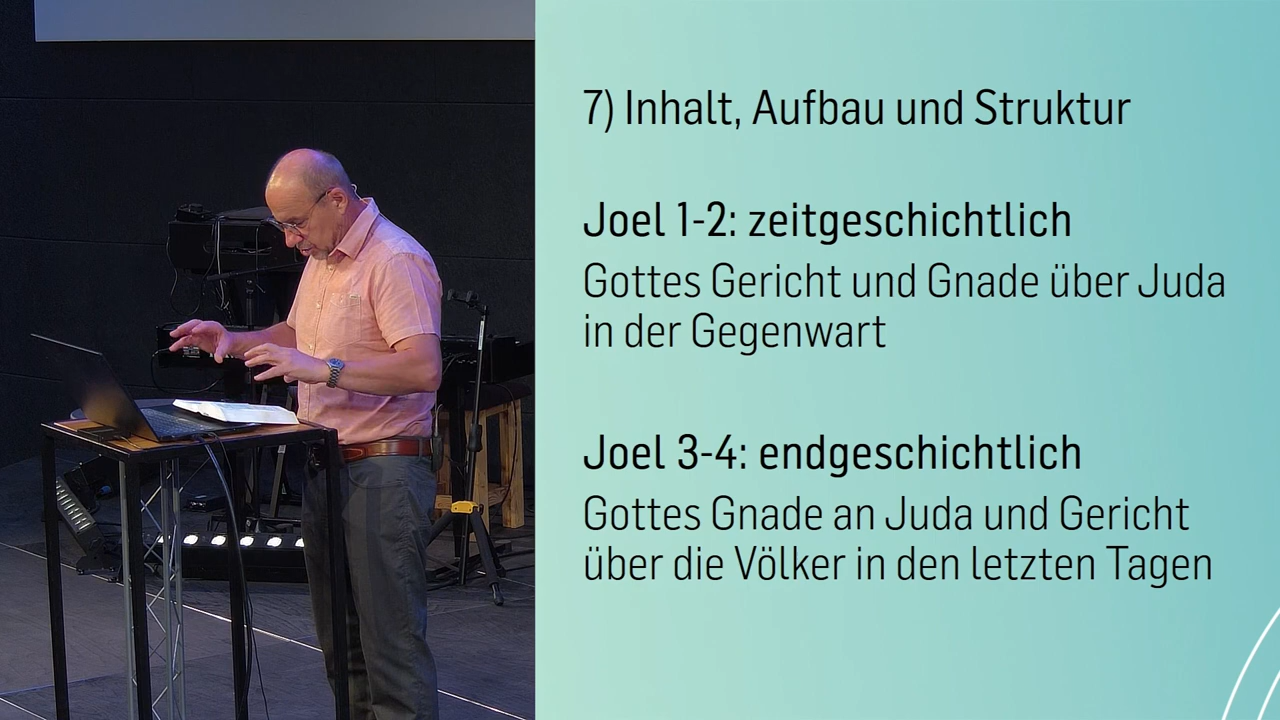 7) Inhalt, Aufbau und Struktur
Joel 1-2: zeitgeschichtlich
Gottes Gericht und Gnade über Juda
in der Gegenwart
Joel 3-4: endgeschichtlich
Gottes Gnade an Juda und Gericht
über die Völker in den letzten Tagen